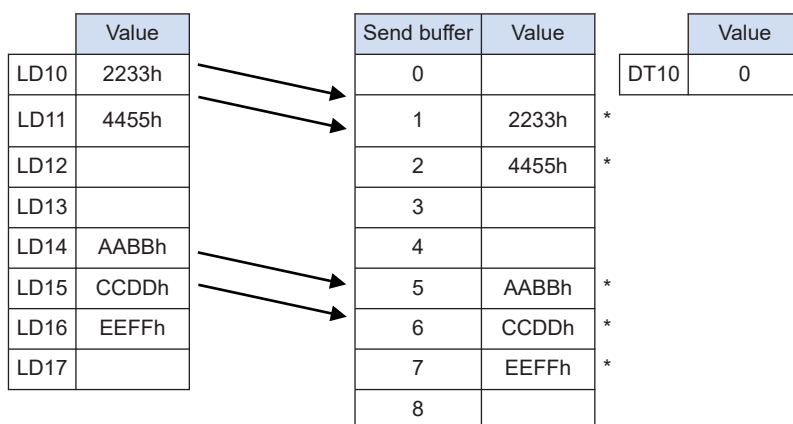 Value
LD10 2233h
LD11 4455h
LD12
LD13
LD14 AABBh
LD15 CCDDh
LD16 EEFFh
LD17
Send buffer Value
0
1 2233h *
2 4455h *
3
4
5 AABBh *
6 CCDDh *
7 EEFFh *
8
Value
DT10 0